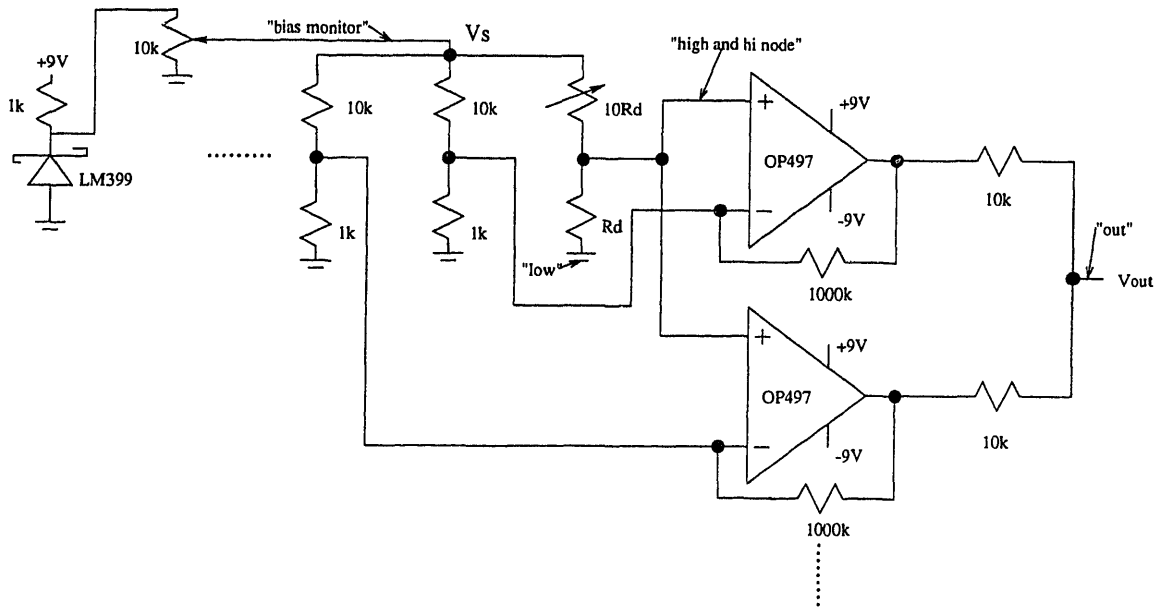 "bias monitor"
Vs
10k
+9V
1k
LM399
.........
10k
10k
10Rd
"high and hi node"
+
+9V
OP497
-9V
−
1k
1k
Rd
"low"
1000k
10k
"out"
Vout
+
+9V
OP497
-9V
−
10k
1000k